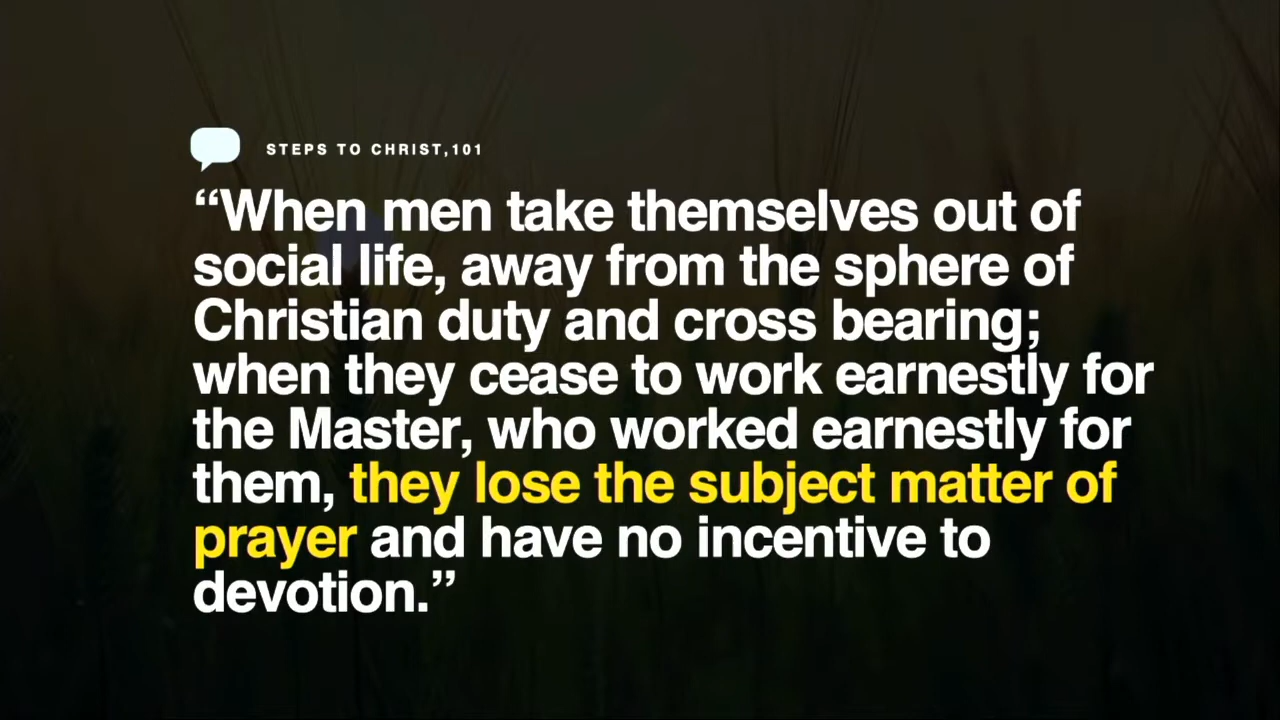 STEPS TO CHRIST,101
“When men take themselves out of
social life, away from the sphere of
Christian duty and cross bearing;
when they cease to work earnestly for
the Master, who worked earnestly for
them, they lose the subject matter of
prayer and have no incentive to
devotion.”